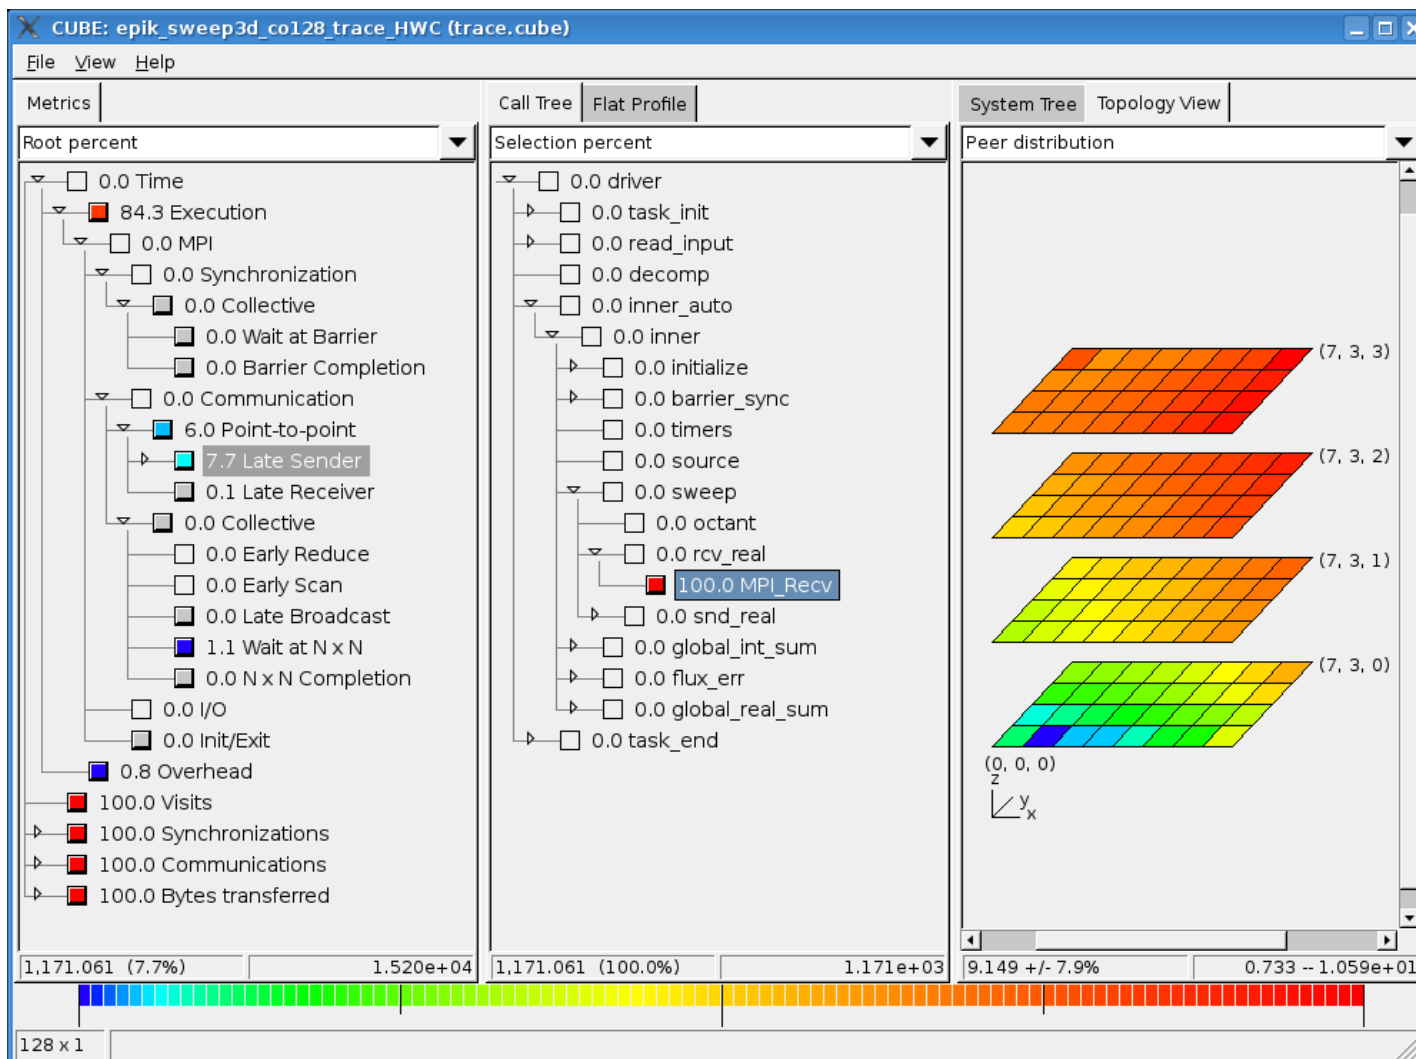 CUBE: epik_sweep3d_co128_trace_HWC (trace.cube)
File View Help
Metrics
Root percent
0.0 Time
84.3 Execution
0.0 MPI
0.0 Synchronization
0.0 Collective
0.0 Wait at Barrier
0.0 Barrier Completion
0.0 Communication
6.0 Point-to-point
7.7 Late Sender
0.1 Late Receiver
0.0 Collective
0.0 Early Reduce
0.0 Early Scan
0.0 Late Broadcast
1.1 Wait at N x N
0.0 N x N Completion
0.0 I/O
0.0 Init/Exit
0.8 Overhead
100.0 Visits
100.0 Synchronizations
100.0 Communications
100.0 Bytes transferred
1,171.061 (7.7%) 1.520e+04
Call Tree Flat Profile
Selection percent
0.0 driver
0.0 task_init
0.0 read_input
0.0 decomp
0.0 inner_auto
0.0 inner
0.0 initialize
0.0 barrier_sync
0.0 timers
0.0 source
0.0 sweep
0.0 octant
0.0 rcv_real
100.0 MPI_Recv
0.0 snd_real
0.0 global_int_sum
0.0 flux_err
0.0 global_real_sum
0.0 task_end
1,171.061 (100.0%) 1.171e+03
System Tree Topology View
Peer distribution
(7, 3, 3)
(7, 3, 2)
(7, 3, 1)
(7, 3, 0)
(0, 0, 0)
z
y
x
9.149 +/- 7.9% 0.733 -- 1.059e+01
128 x 1